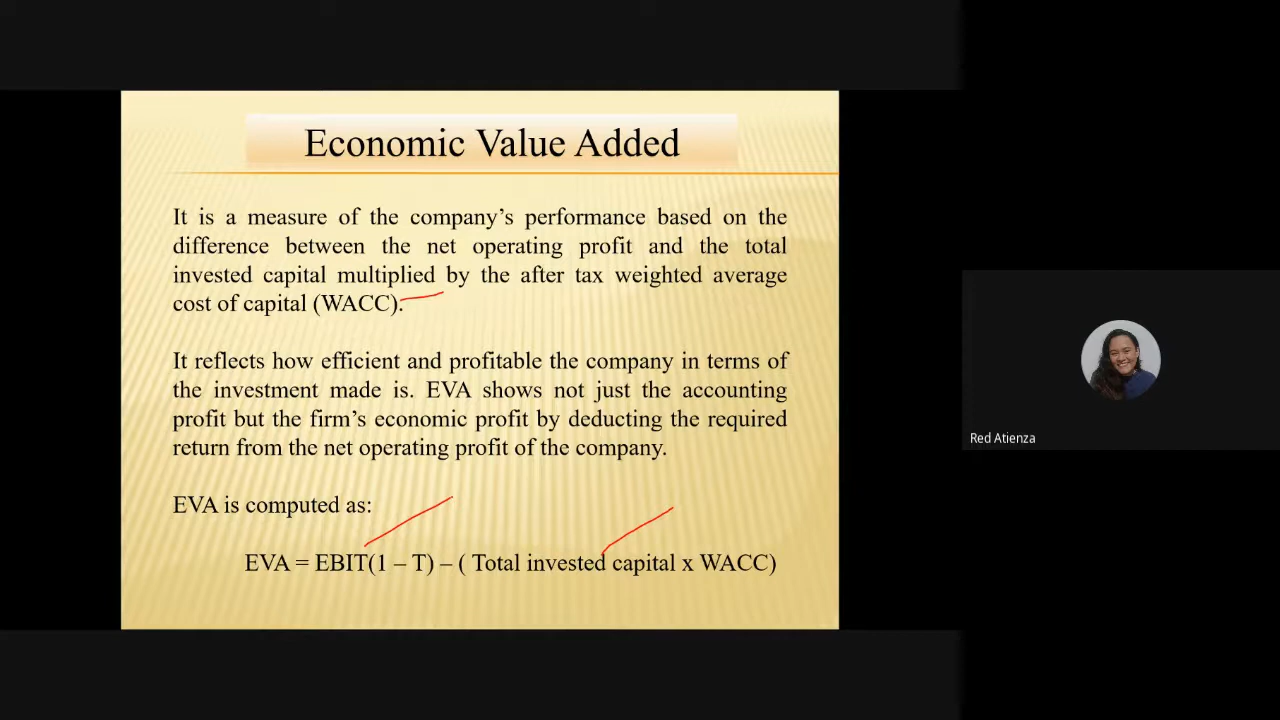 Economic Value Added
It is a measure of the company’s performance based on the
difference between the net operating profit and the total
invested capital multiplied by the after tax weighted average
cost of capital (WACC).
It reflects how efficient and profitable the company in terms of
the investment made is. EVA shows not just the accounting
profit but the firm’s economic profit by deducting the required
return from the net operating profit of the company.
EVA is computed as:
EVA = EBIT(1 – T) – ( Total invested capital x WACC)
Red Atienza